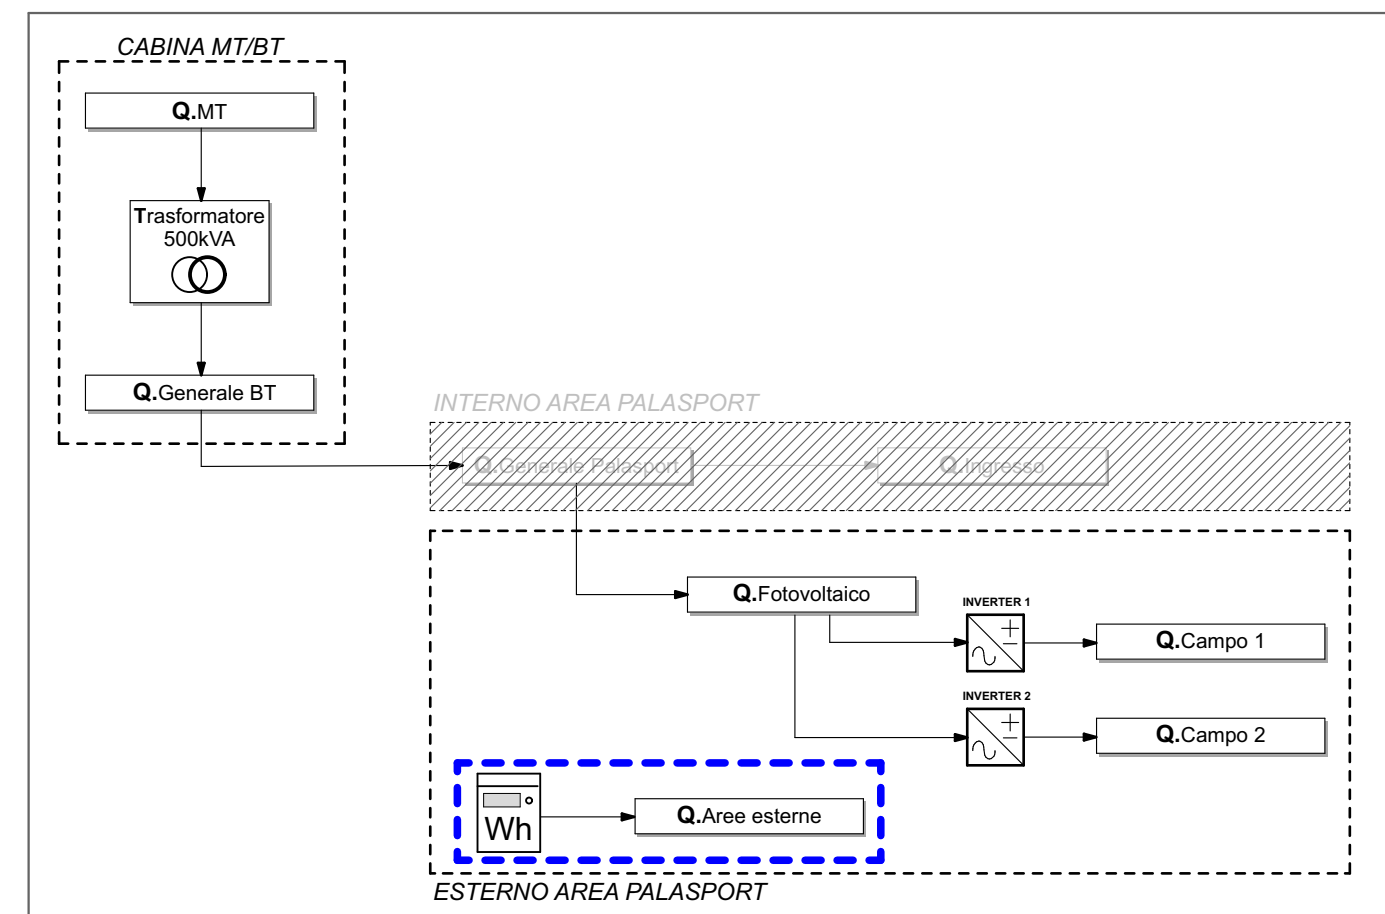 CABINA MT/BT
Q.MT
Trasformatore
500kVA
Q.Generale BT
INTERNO AREA PALASPORT
Q.Generale Palasport
Q.Ingresso
Q.Fotovoltaico
INVERTER 1
Q.Campo 1
INVERTER 2
Q.Campo 2
Wh
Q.Aree esterne
ESTERNO AREA PALASPORT